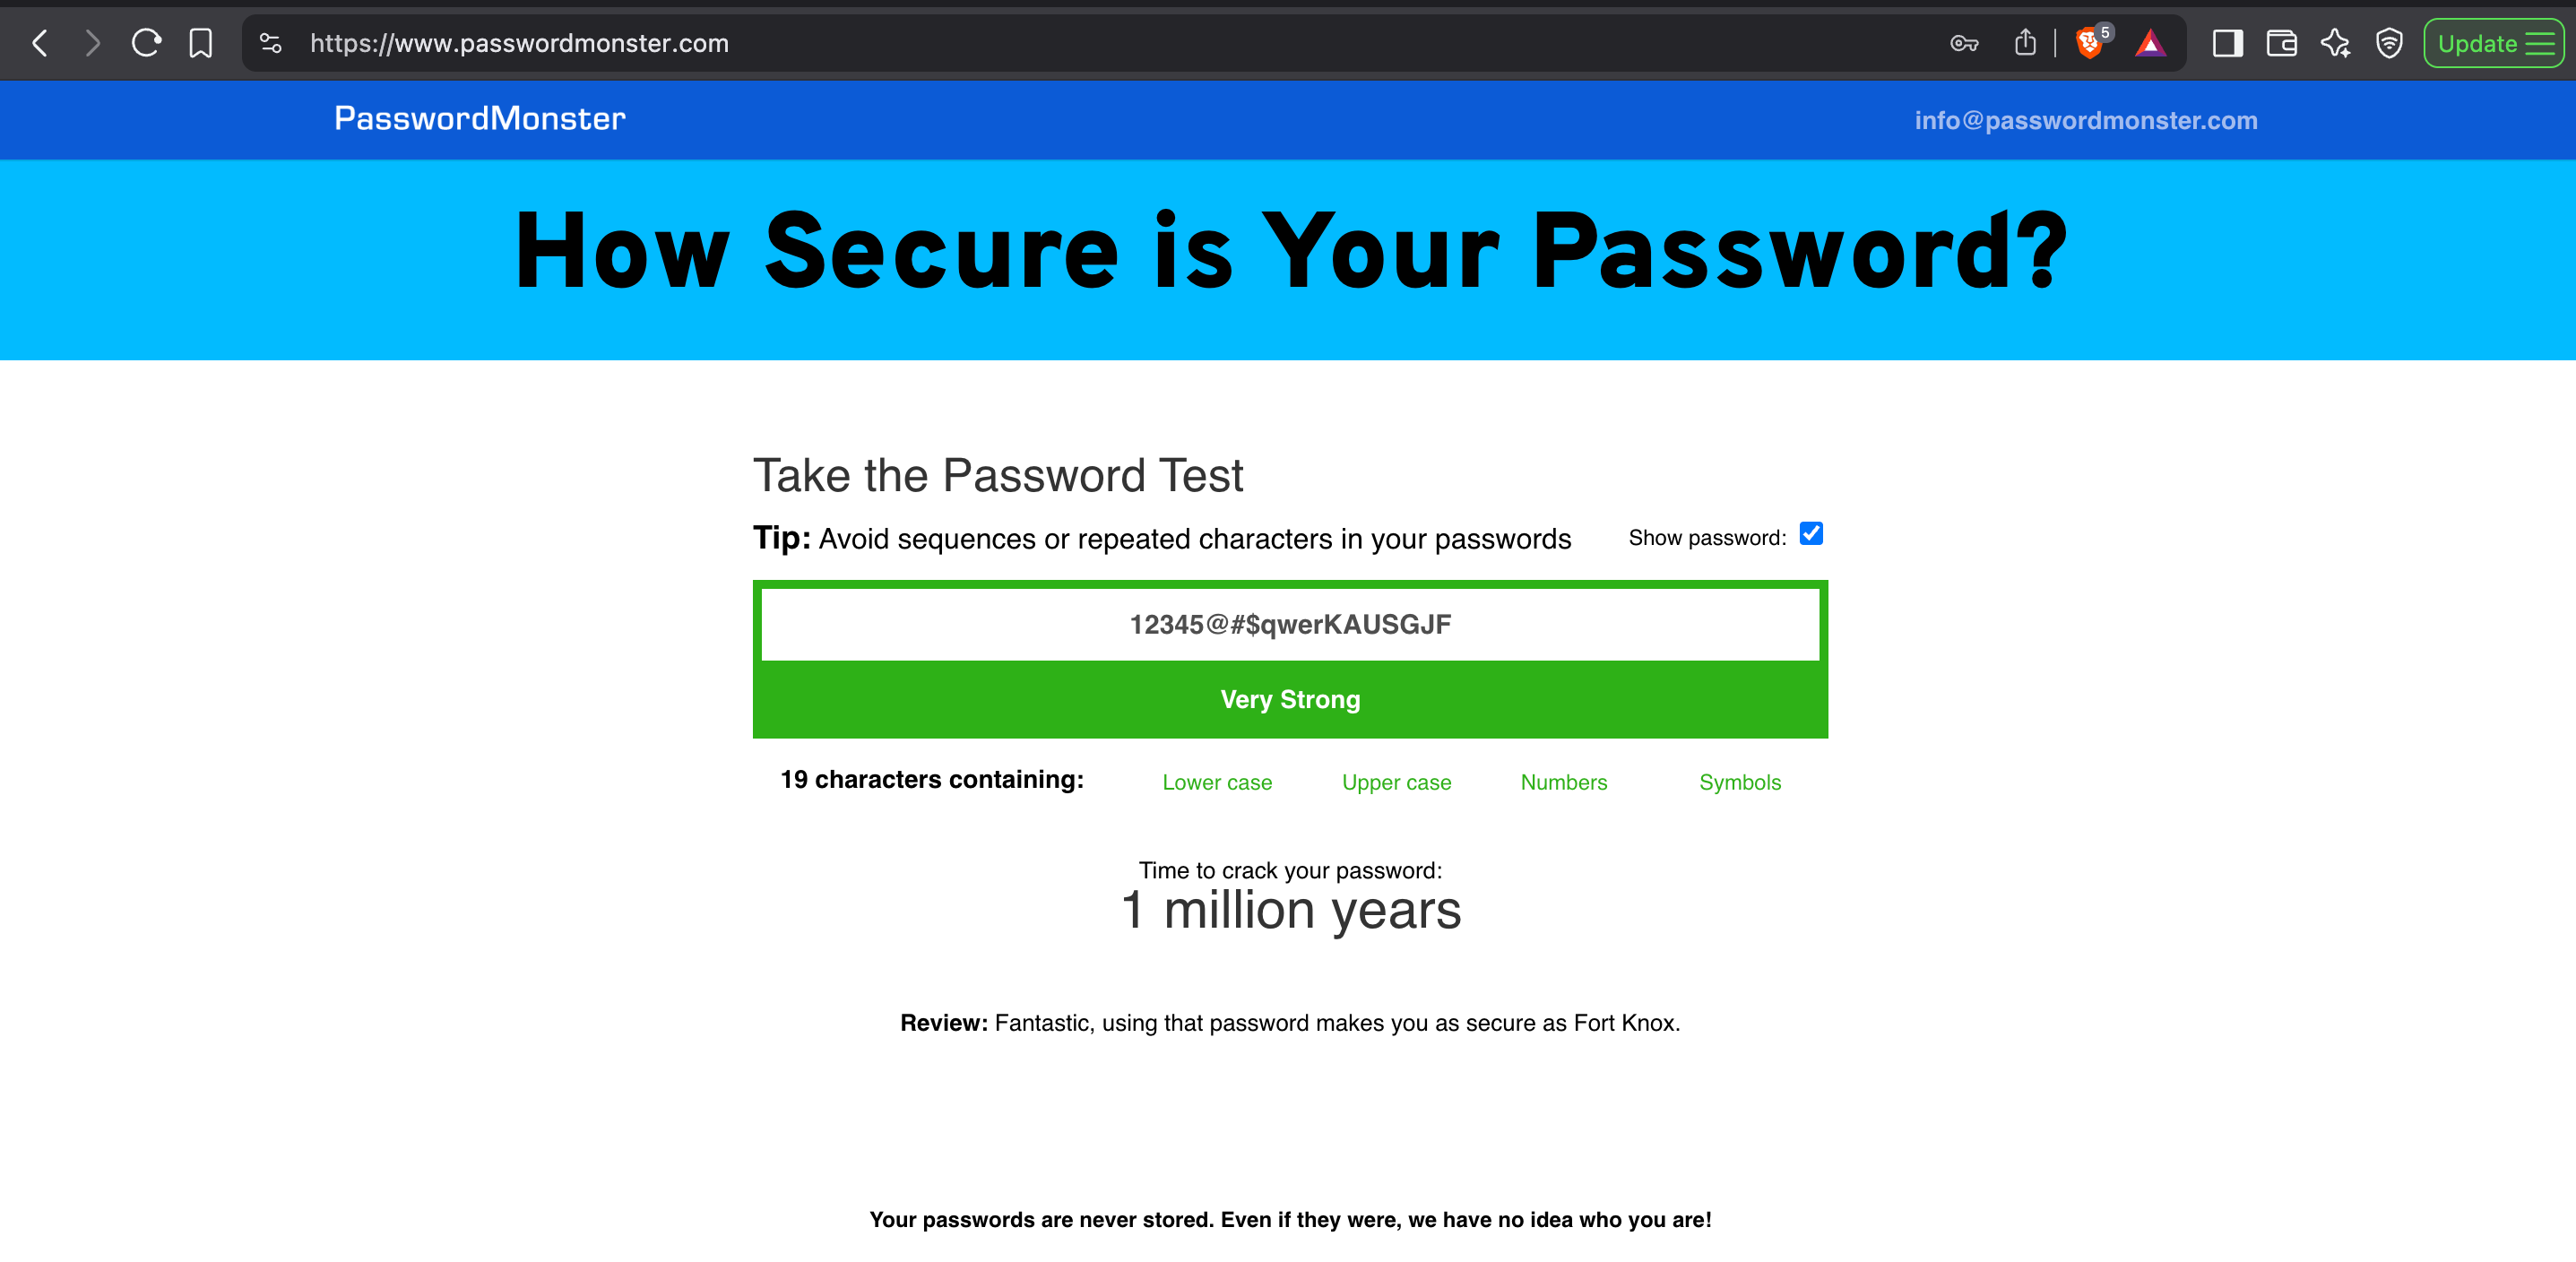 https://www.passwordmonster.com
5
Update
PasswordMonster
info@passwordmonster.com
How Secure is Your Password?
Take the Password Test
Tip: Avoid sequences or repeated characters in your passwords
Show password:
12345@#$qwerKAUSGJF
Very Strong
19 characters containing:
Lower case
Upper case
Numbers
Symbols
Time to crack your password:
1 million years
Review: Fantastic, using that password makes you as secure as Fort Knox.
Your passwords are never stored. Even if they were, we have no idea who you are!